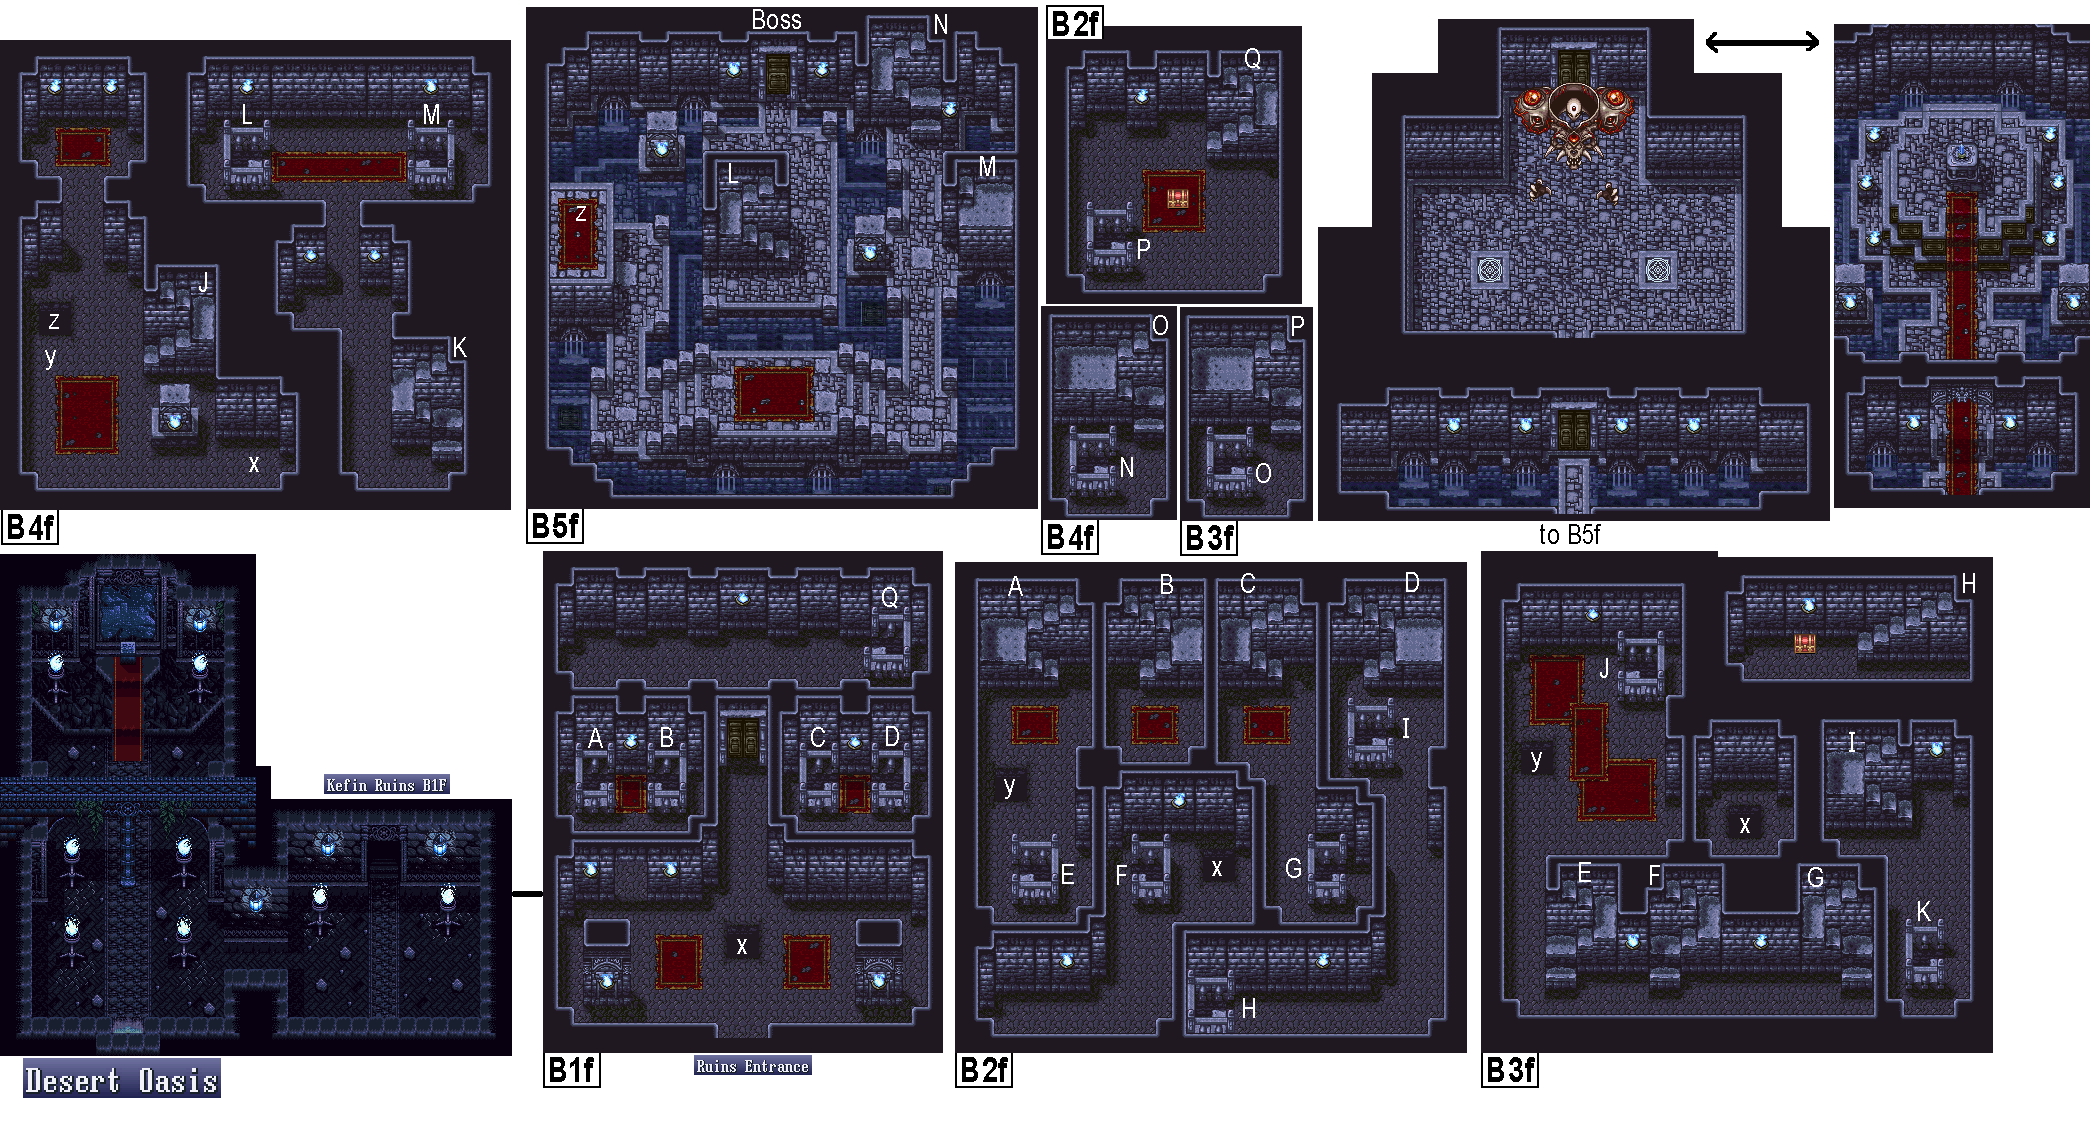 Boss
N
B2f
Q
L
M
L
M
P
z
J
z
y
K
x
O
P
N
O
B4f
B5f
B4f
B3f
to B5f
Q
A
B
C
D
H
J
I
I
A
B
C
D
y
x
y
Kefin Ruins B1F
E
F
x
G
E
F
G
K
x
H
Desert Oasis
B1f
Ruins Entrance
B2f
B3f